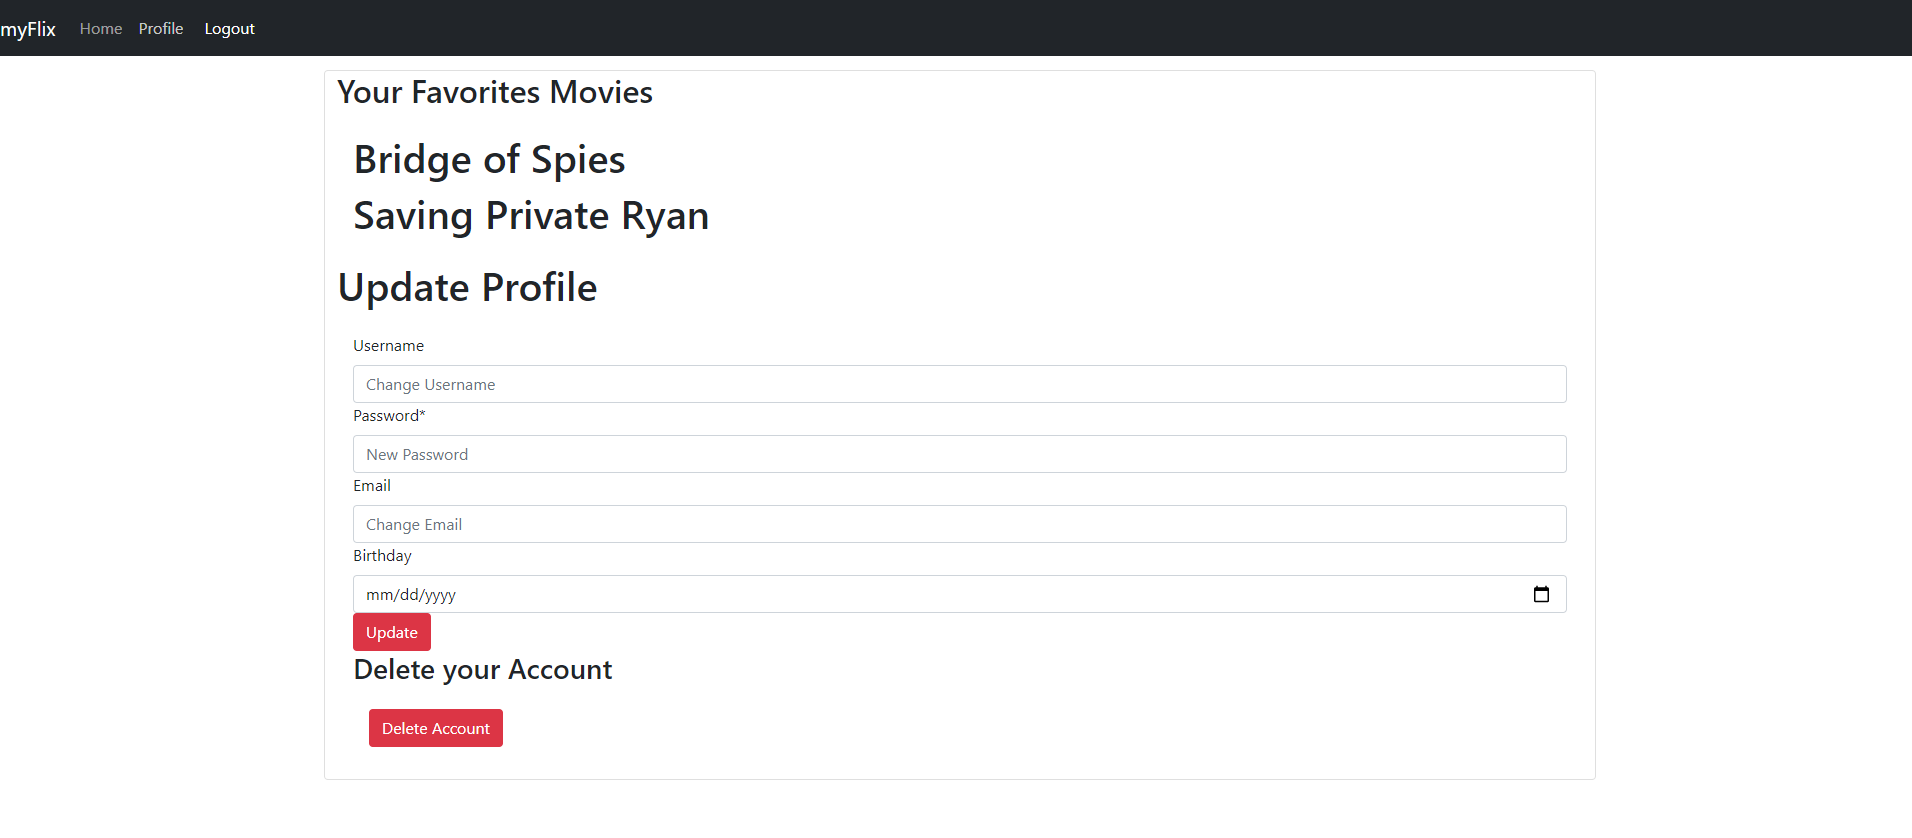 myFlix Home Profile Logout
Your Favorites Movies
Bridge of Spies
Saving Private Ryan
Update Profile
Username
Change Username
Password*
New Password
Email
Change Email
Birthday
mm/dd/yyyy
Update
Delete your Account
Delete Account